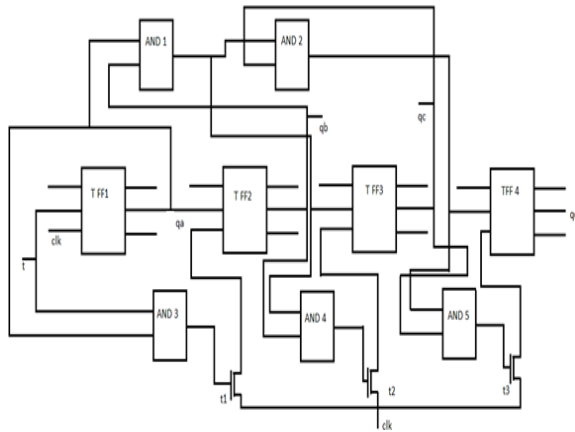 AND 1
AND 2
qb
qc
T FF1
T FF2
T FF3
TFF 4
qa
q
clk
t
AND 3
AND 4
AND 5
t1
t2
t3
clk